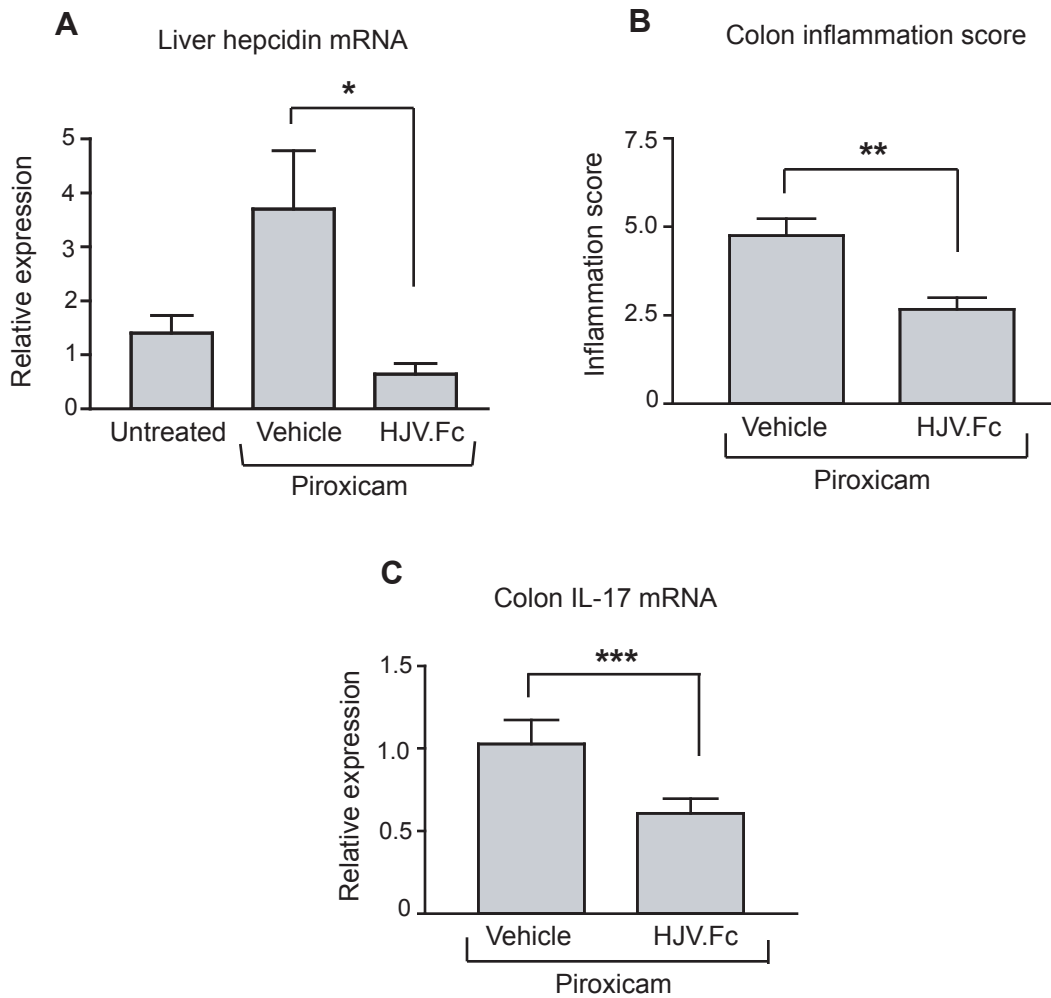 A
Liver hepcidin mRNA
*
Relative expression
5
4
3
2
1
0
Untreated Vehicle HJV.Fc
Piroxicam
B
Colon inflammation score
**
Inflammation score
7.5
5.0
2.5
0
Vehicle HJV.Fc
Piroxicam
C
Colon IL-17 mRNA
***
Relative expression
1.5
1.0
0.5
0
Vehicle HJV.Fc
Piroxicam